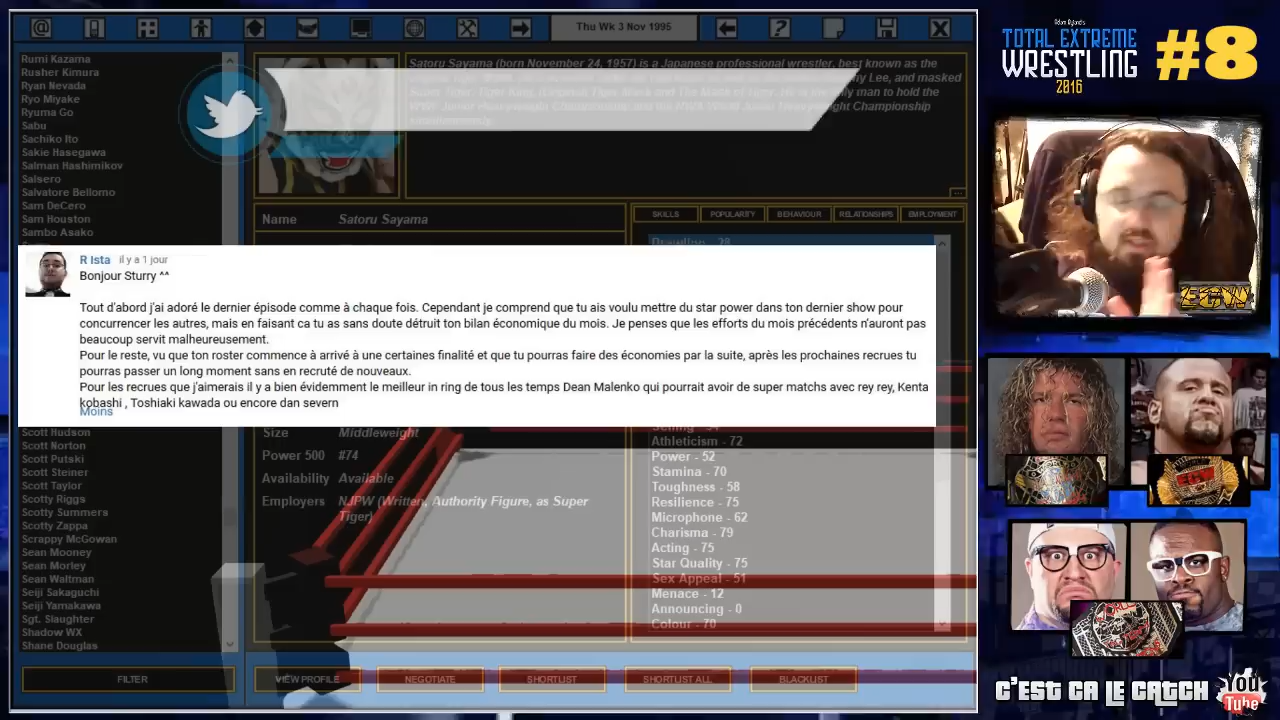 Thu Wk 3 Nov 1995
Adam Ryland's
TOTAL EXTREME
WRESTLING
2016
#8
Rumi Kazama
Rusher Kimura
Ryan Nevada
Ryo Miyake
Ryuma Go
Sabu
Sachiko Ito
Sakie Hasegawa
Salman Hashimikov
Salsero
Salvatore Bellomo
Sam DeCero
Sam Houston
Sambo Asako
Satoru Sayama (born November 24, 1957) is a Japanese professional wrestler, best known as the
Name Satoru Sayama
SKILLS POPULARITY BEHAVIOUR RELATIONSHIPS EMPLOYMENT
Brawling - 28
R Ista il y a 1 jour
Bonjour Sturry ^^
Tout d'abord j'ai adoré le dernier épisode comme à chaque fois. Cependant je comprend que tu ais voulu mettre du star power dans ton dernier show pour
concurrencer les autres, mais en faisant ca tu as sans doute détruit ton bilan économique du mois. Je penses que les efforts du mois précédents n'auront pas
beaucoup servit malheureusement.
Pour le reste, vu que ton roster commence à arrivé à une certaines finalité et que tu pourras faire des économies par la suite, après les prochaines recrues tu
pourras passer un long moment sans en recruté de nouveaux.
Pour les recrues que j'aimerais il y a bien évidemment le meilleur in ring de tous les temps Dean Malenko qui pourrait avoir de super matchs avec rey rey, Kenta
kobashi , Toshiaki kawada ou encore dan severn
Moins
Scott Hudson
Scott Norton
Scott Putski
Scott Steiner
Scott Taylor
Scotty Riggs
Scotty Summers
Scotty Zappa
Scrappy McGowan
Sean Mooney
Sean Morley
Sean Waltman
Seiji Sakaguchi
Seiji Yamakawa
Sgt. Slaughter
Shadow WX
Shane Douglas
Size Middleweight
Power 500 #74
Availability Available
Employers NJPW (Written, Authority Figure, as Super
Tiger)
Athleticism - 72
Power - 52
Stamina - 70
Toughness - 58
Resilience - 75
Microphone - 62
Charisma - 79
Acting - 75
Star Quality - 75
Sex Appeal - 51
Menace - 12
Announcing - 0
Colour - 70
FILTER VIEW PROFILE NEGOTIATE SHORTLIST SHORTLIST ALL BLACKLIST
ECW
C'EST CA LE CATCH
YOU
Tube